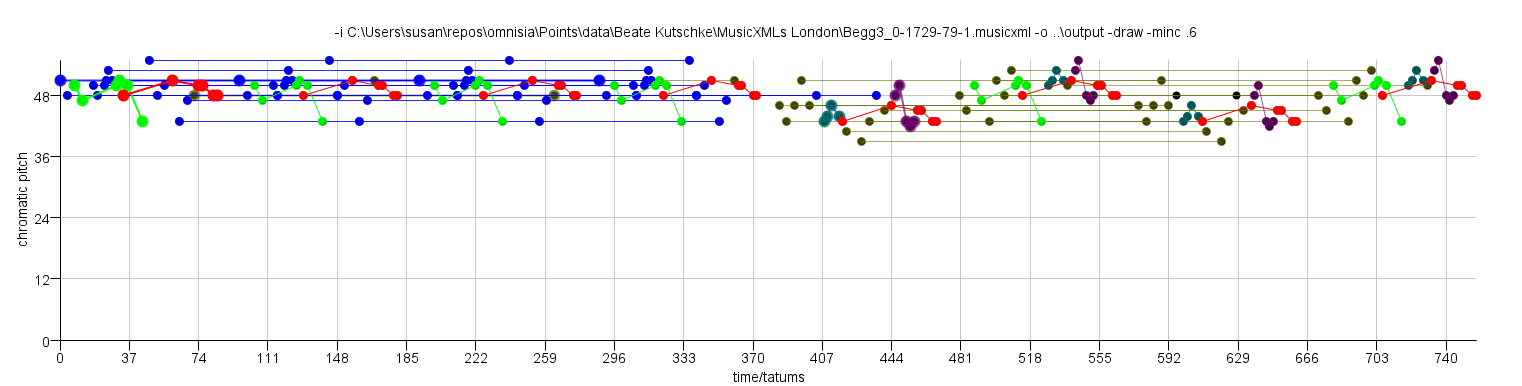 -i C:\Users\susan\repos\omnisia\Points\data\Beate Kutschke\MusicXMLs London\Begg3_0-1729-79-1.musicxml -o ..\output -draw -minc .6
chromatic pitch
48
36
24
12
0
0 37 74 111 148 185 222 259 296 333 370 407 444 481 518 555 592 629 666 703 740
time/tatums